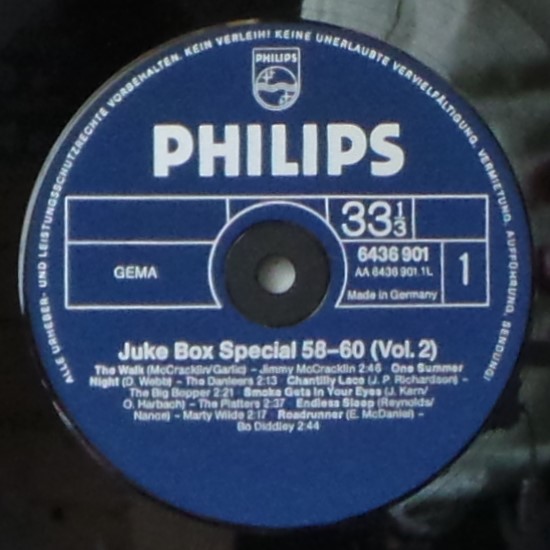 ALLE URHEBER- UND LEISTUNGSSCHUTZRECHTE VORBEHALTEN. KEIN VERLEIH! KEINE UNERLAUBTE VERVIELFÄLTIGUNG, VERMIETUNG, AUFFÜHRUNG, SENDUNG!
PHILIPS
PHILIPS
33 1/3
GEMA
6436 901
AA 6436 901.1L
Made in Germany
1
Juke Box Special 58-60 (Vol. 2)
The Walk (McCracklin/Garlic) - Jimmy McCracklin 2:46 One Summer
Night (D. Webb) - The Danleers 2:13 Chantilly Lace (J. P. Richardson) -
The Big Bopper 2:21 Smoke Gets In Your Eyes (J. Kern/
O. Harbach) - The Platters 2:37 Endless Sleep (Reynolds/
Nance) - Marty Wilde 2:17 Roadrunner (E. McDaniel) -
Bo Diddley 2:44